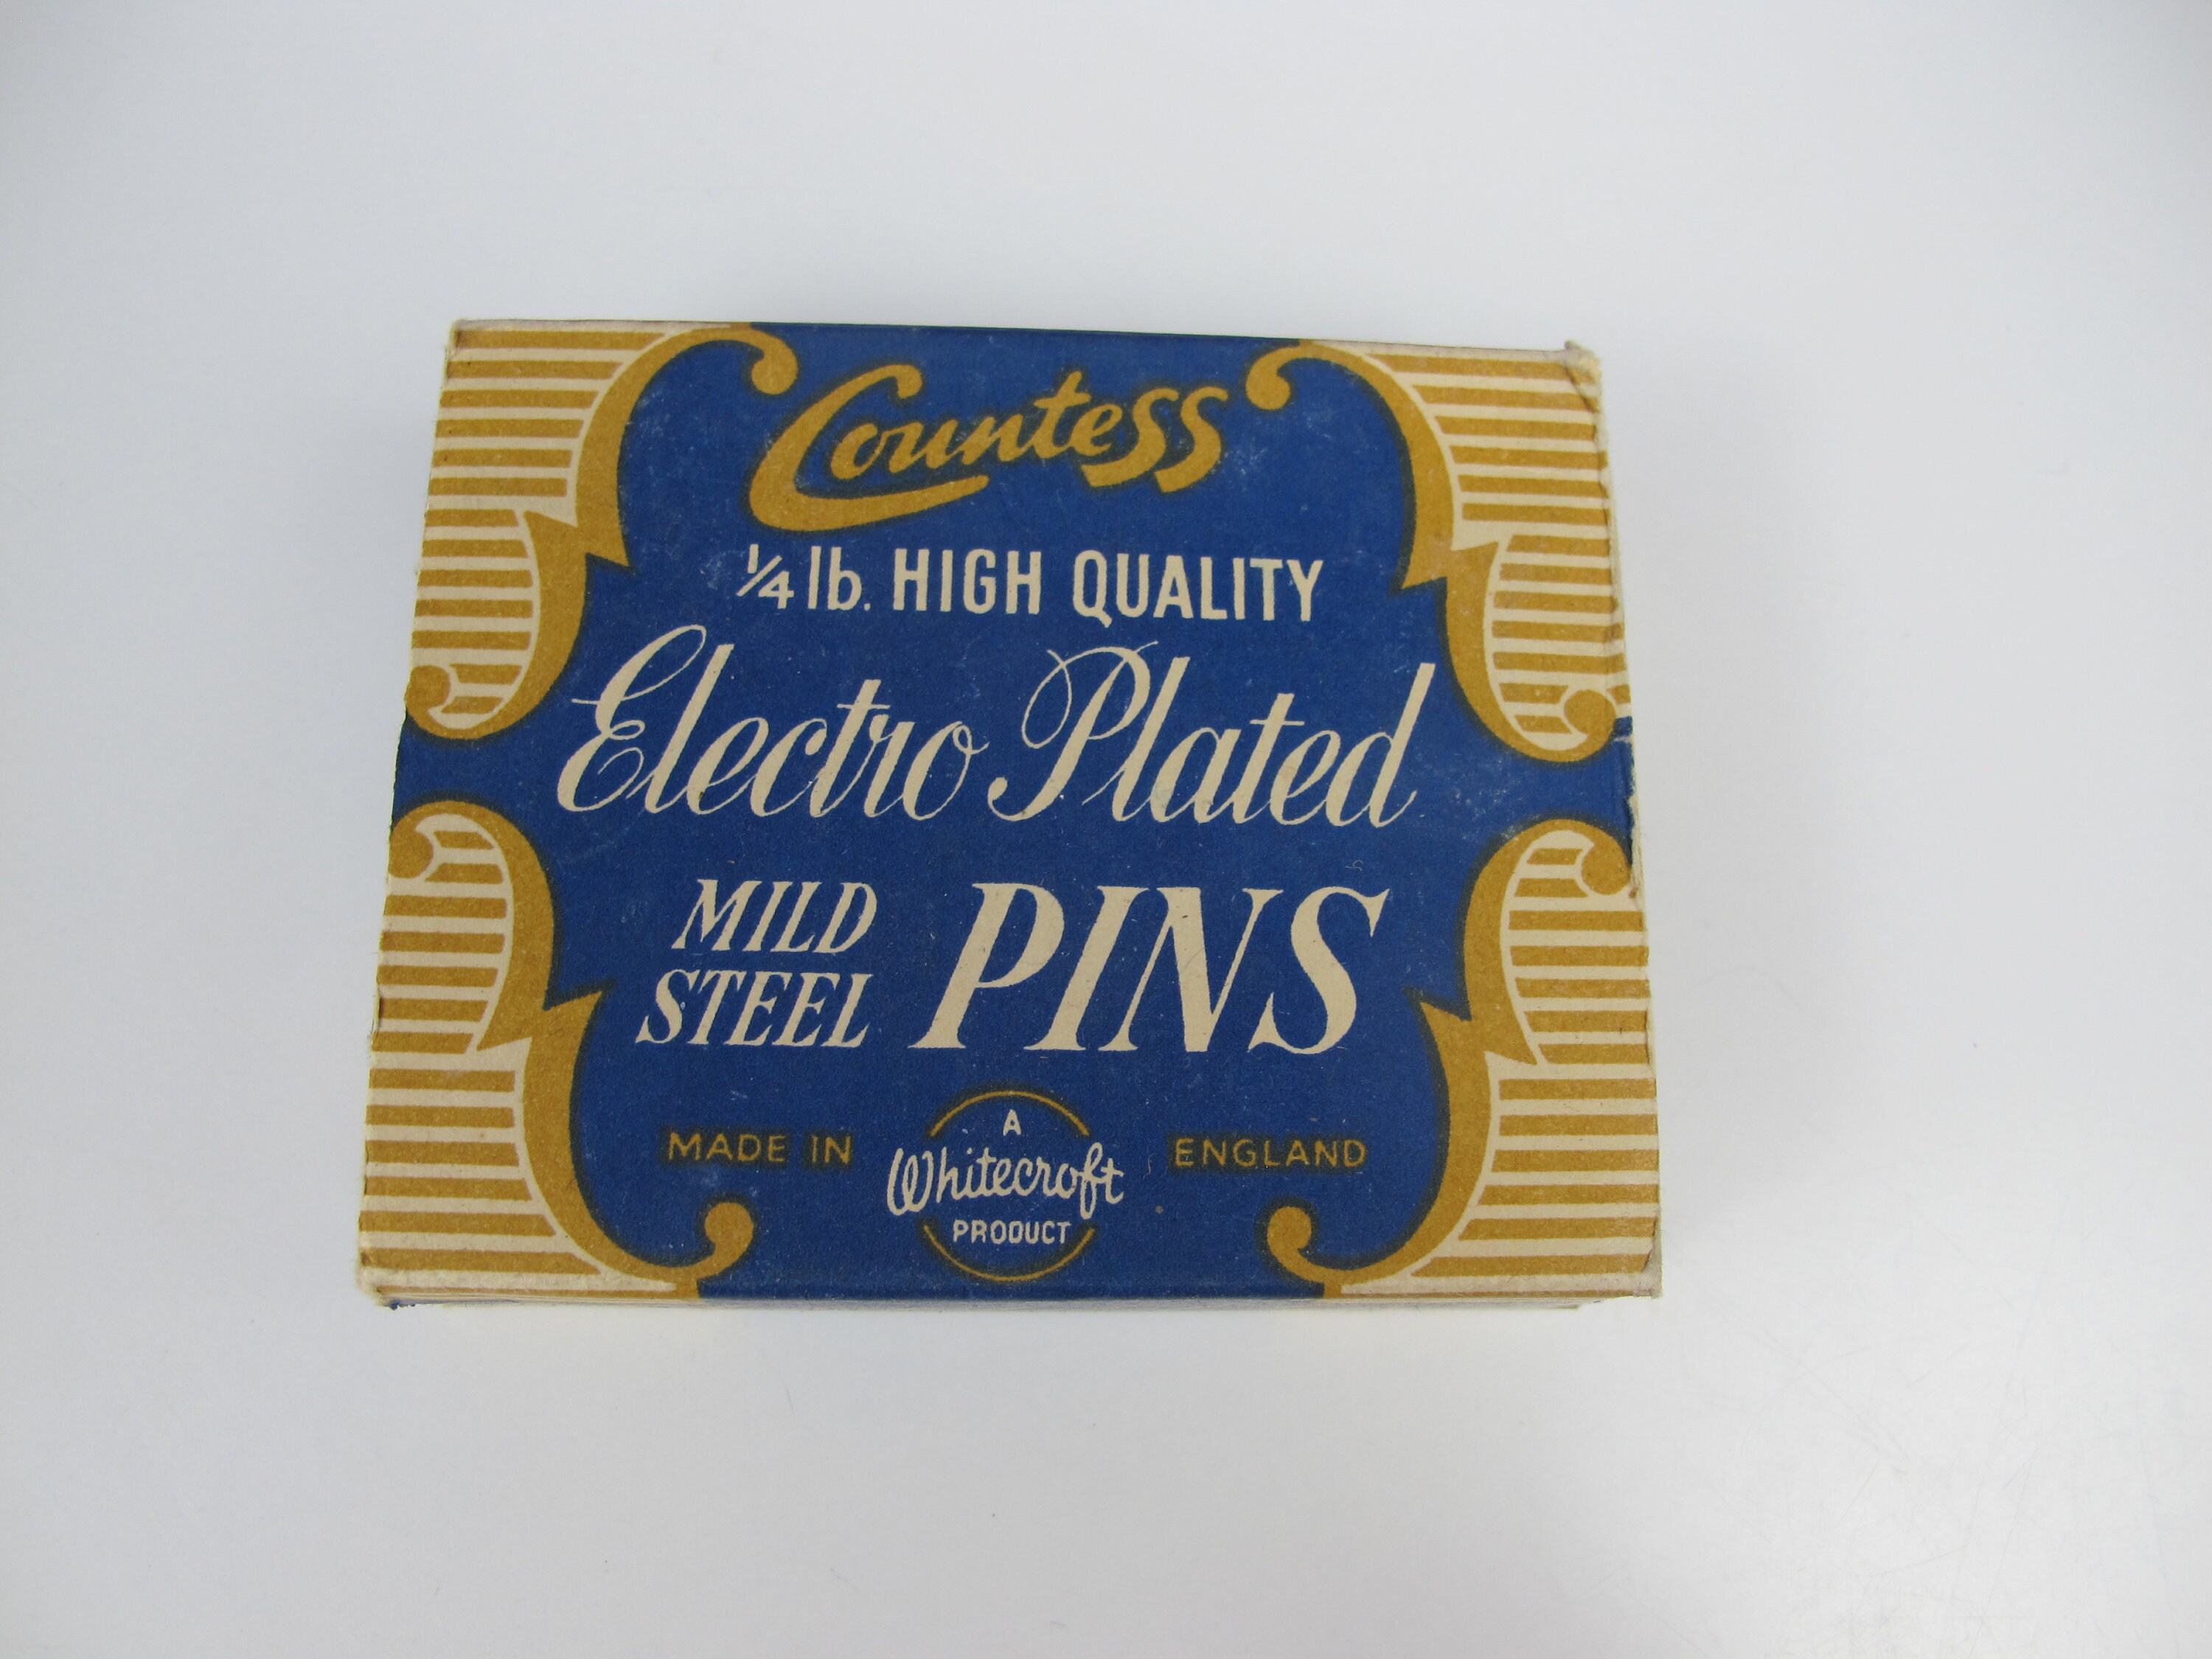 Countess
¼ lb. HIGH QUALITY
Electro Plated
MILD
STEEL
PINS
MADE IN
A
Whitecroft
PRODUCT
ENGLAND